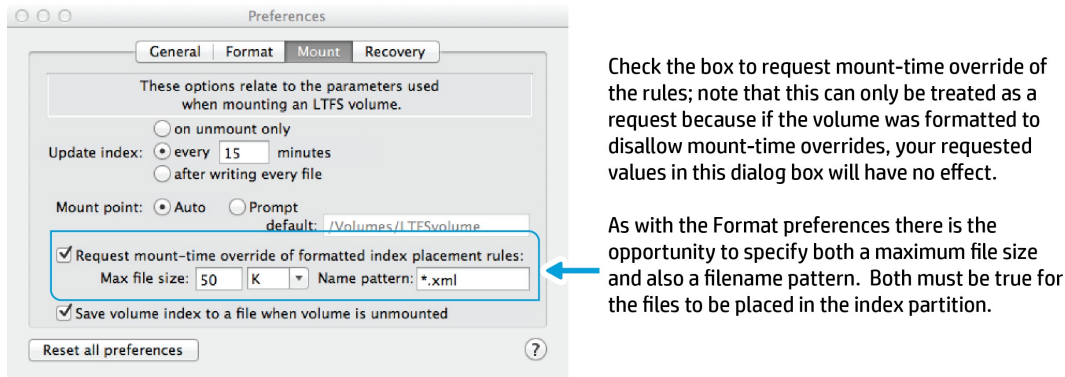 Preferences
General Format Mount Recovery
These options relate to the parameters used
when mounting an LTFS volume.
on unmount only
Update index: every 15 minutes
after writing every file
Mount point: Auto Prompt
default: /Volumes/LTFSvolume
Request mount-time override of formatted index placement rules:
Max file size: 50 K Name pattern: *.xml
Save volume index to a file when volume is unmounted
Reset all preferences ?
Check the box to request mount-time override of
the rules; note that this can only be treated as a
request because if the volume was formatted to
disallow mount-time overrides, your requested
values in this dialog box will have no effect.
As with the Format preferences there is the
opportunity to specify both a maximum file size
and also a filename pattern. Both must be true for
the files to be placed in the index partition.